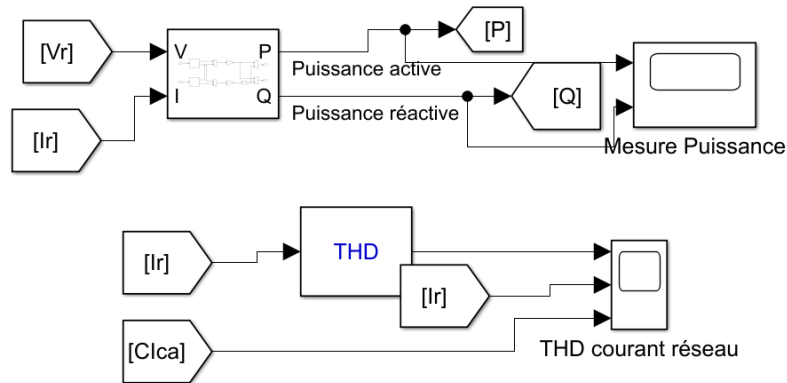 [Vr]
V
P
[P]
Puissance active
[Ir]
I
Q
[Q]
Puissance réactive
Mesure Puissance
[Ir]
THD
[Ir]
[CIca]
THD courant réseau